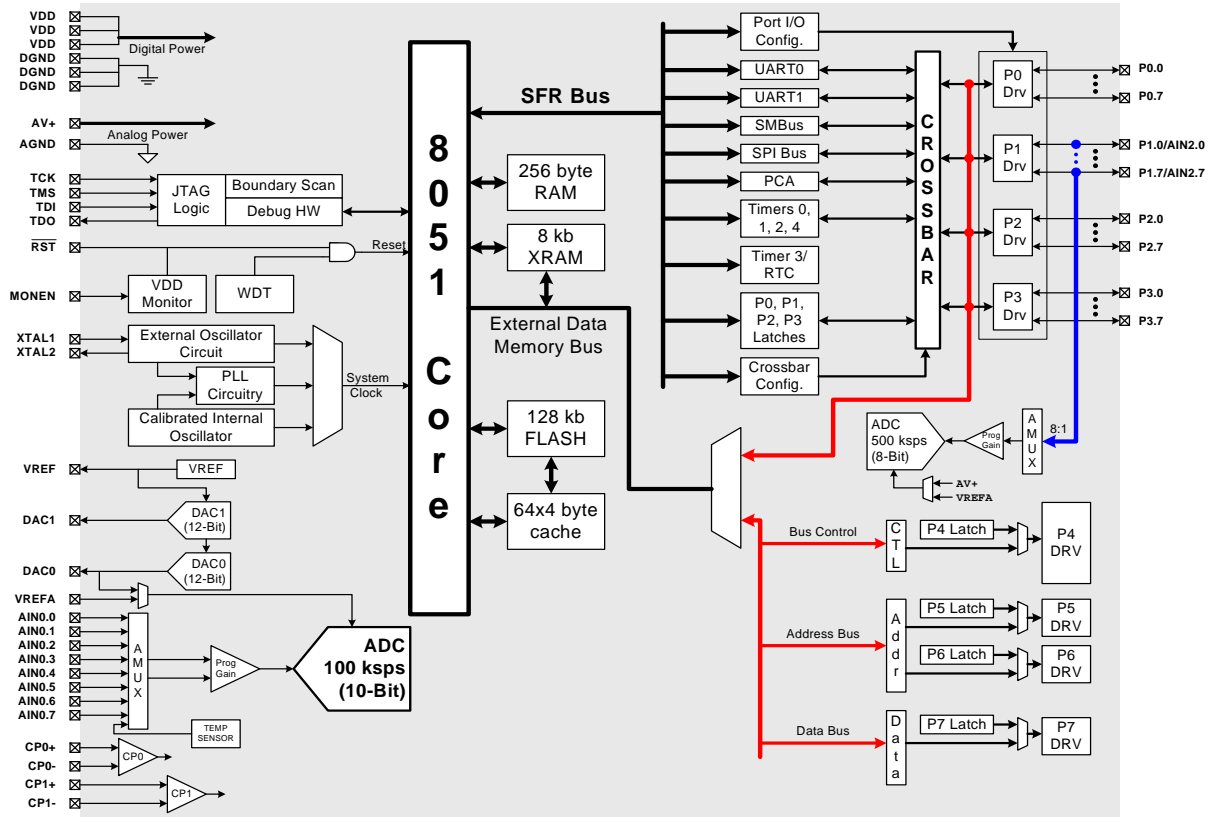 VDD
VDD
VDD
Digital Power
DGND
DGND
DGND
AV+
Analog Power
AGND
TCK
TMS
TDI
TDO
JTAG
Logic
Boundary Scan
Debug HW
RST
Reset
MONEN
VDD
Monitor
WDT
XTAL1
XTAL2
External Oscillator
Circuit
PLL
Circuitry
Calibrated Internal
Oscillator
System
Clock
VREF
VREF
DAC1
DAC1
(12-Bit)
DAC0
DAC0
(12-Bit)
VREFA
AIN0.0
AIN0.1
AIN0.2
AIN0.3
AIN0.4
AIN0.5
AIN0.6
AIN0.7
AMUX
Prog
Gain
ADC
100 ksps
(10-Bit)
TEMP
SENSOR
CP0+
CP0-
CP0
CP1+
CP1-
CP1
8051 Core
SFR Bus
256 byte
RAM
8 kb
XRAM
External Data
Memory Bus
128 kb
FLASH
64x4 byte
cache
Port I/O
Config.
UART0
UART1
SMBus
SPI Bus
PCA
Timers 0,
1, 2, 4
Timer 3/
RTC
P0, P1,
P2, P3
Latches
Crossbar
Config.
CROSSBAR
P0
Drv
P1
Drv
P2
Drv
P3
Drv
P0.0
P0.7
P1.0/AIN2.0
P1.7/AIN2.7
P2.0
P2.7
P3.0
P3.7
ADC
500 ksps
(8-Bit)
Prog
Gain
AMUX
8:1
AV+
VREFA
Bus Control
CTL
P4 Latch
P4
DRV
Address Bus
Addr
P5 Latch
P5
DRV
P6 Latch
P6
DRV
Data Bus
Data
P7 Latch
P7
DRV